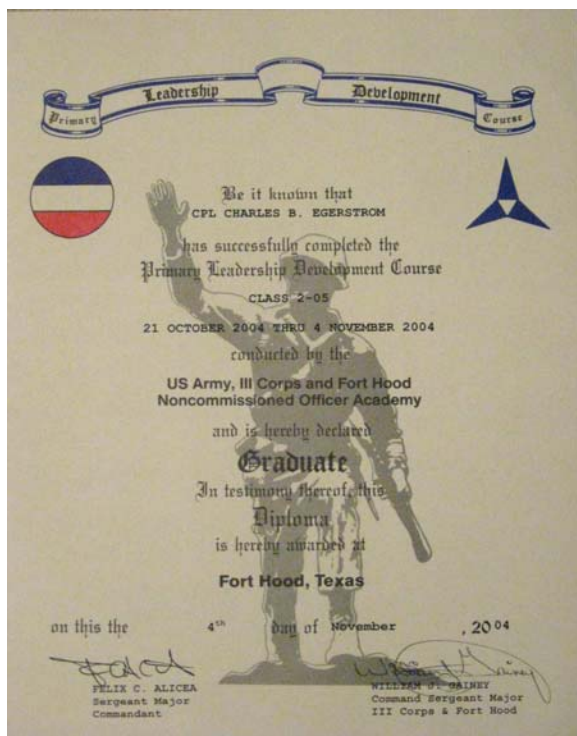 Primary Leadership Development Course
Be it known that
CPL CHARLES B. EGERSTROM
has successfully completed the
Primary Leadership Development Course
CLASS 2-05
21 OCTOBER 2004 THRU 4 NOVEMBER 2004
conducted by the
US Army, III Corps and Fort Hood
Noncommissioned Officer Academy
and is hereby declared
Graduate
In testimony thereof, this
Diploma
is hereby awarded at
Fort Hood, Texas
on this the 4th day of November , 2004
FELIX C. ALICEA
Sergeant Major
Commandant
WILLIAM J. GAINEY
Command Sergeant Major
III Corps & Fort Hood